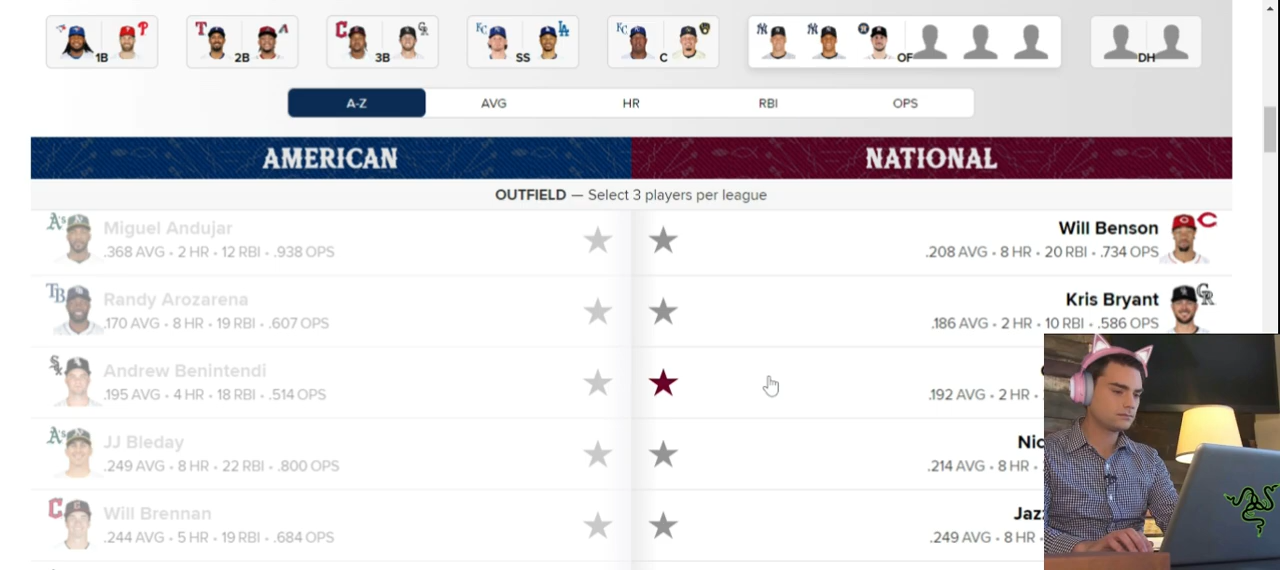 1B
2B
3B
SS
C
OF
DH
A-Z
AVG
HR
RBI
OPS
AMERICAN
NATIONAL
OUTFIELD — Select 3 players per league
Miguel Andujar
.368 AVG • 2 HR • 12 RBI • .938 OPS
Will Benson
.208 AVG • 8 HR • 20 RBI • .734 OPS
Randy Arozarena
.170 AVG • 8 HR • 19 RBI • .607 OPS
Kris Bryant
.186 AVG • 2 HR • 10 RBI • .586 OPS
Andrew Benintendi
.195 AVG • 4 HR • 18 RBI • .514 OPS
.192 AVG • 2 HR •
JJ Bleday
.249 AVG • 8 HR • 22 RBI • .800 OPS
Nic
.214 AVG • 8 HR •
Will Brennan
.244 AVG • 5 HR • 19 RBI • .684 OPS
Jaz
.249 AVG • 8 HR •